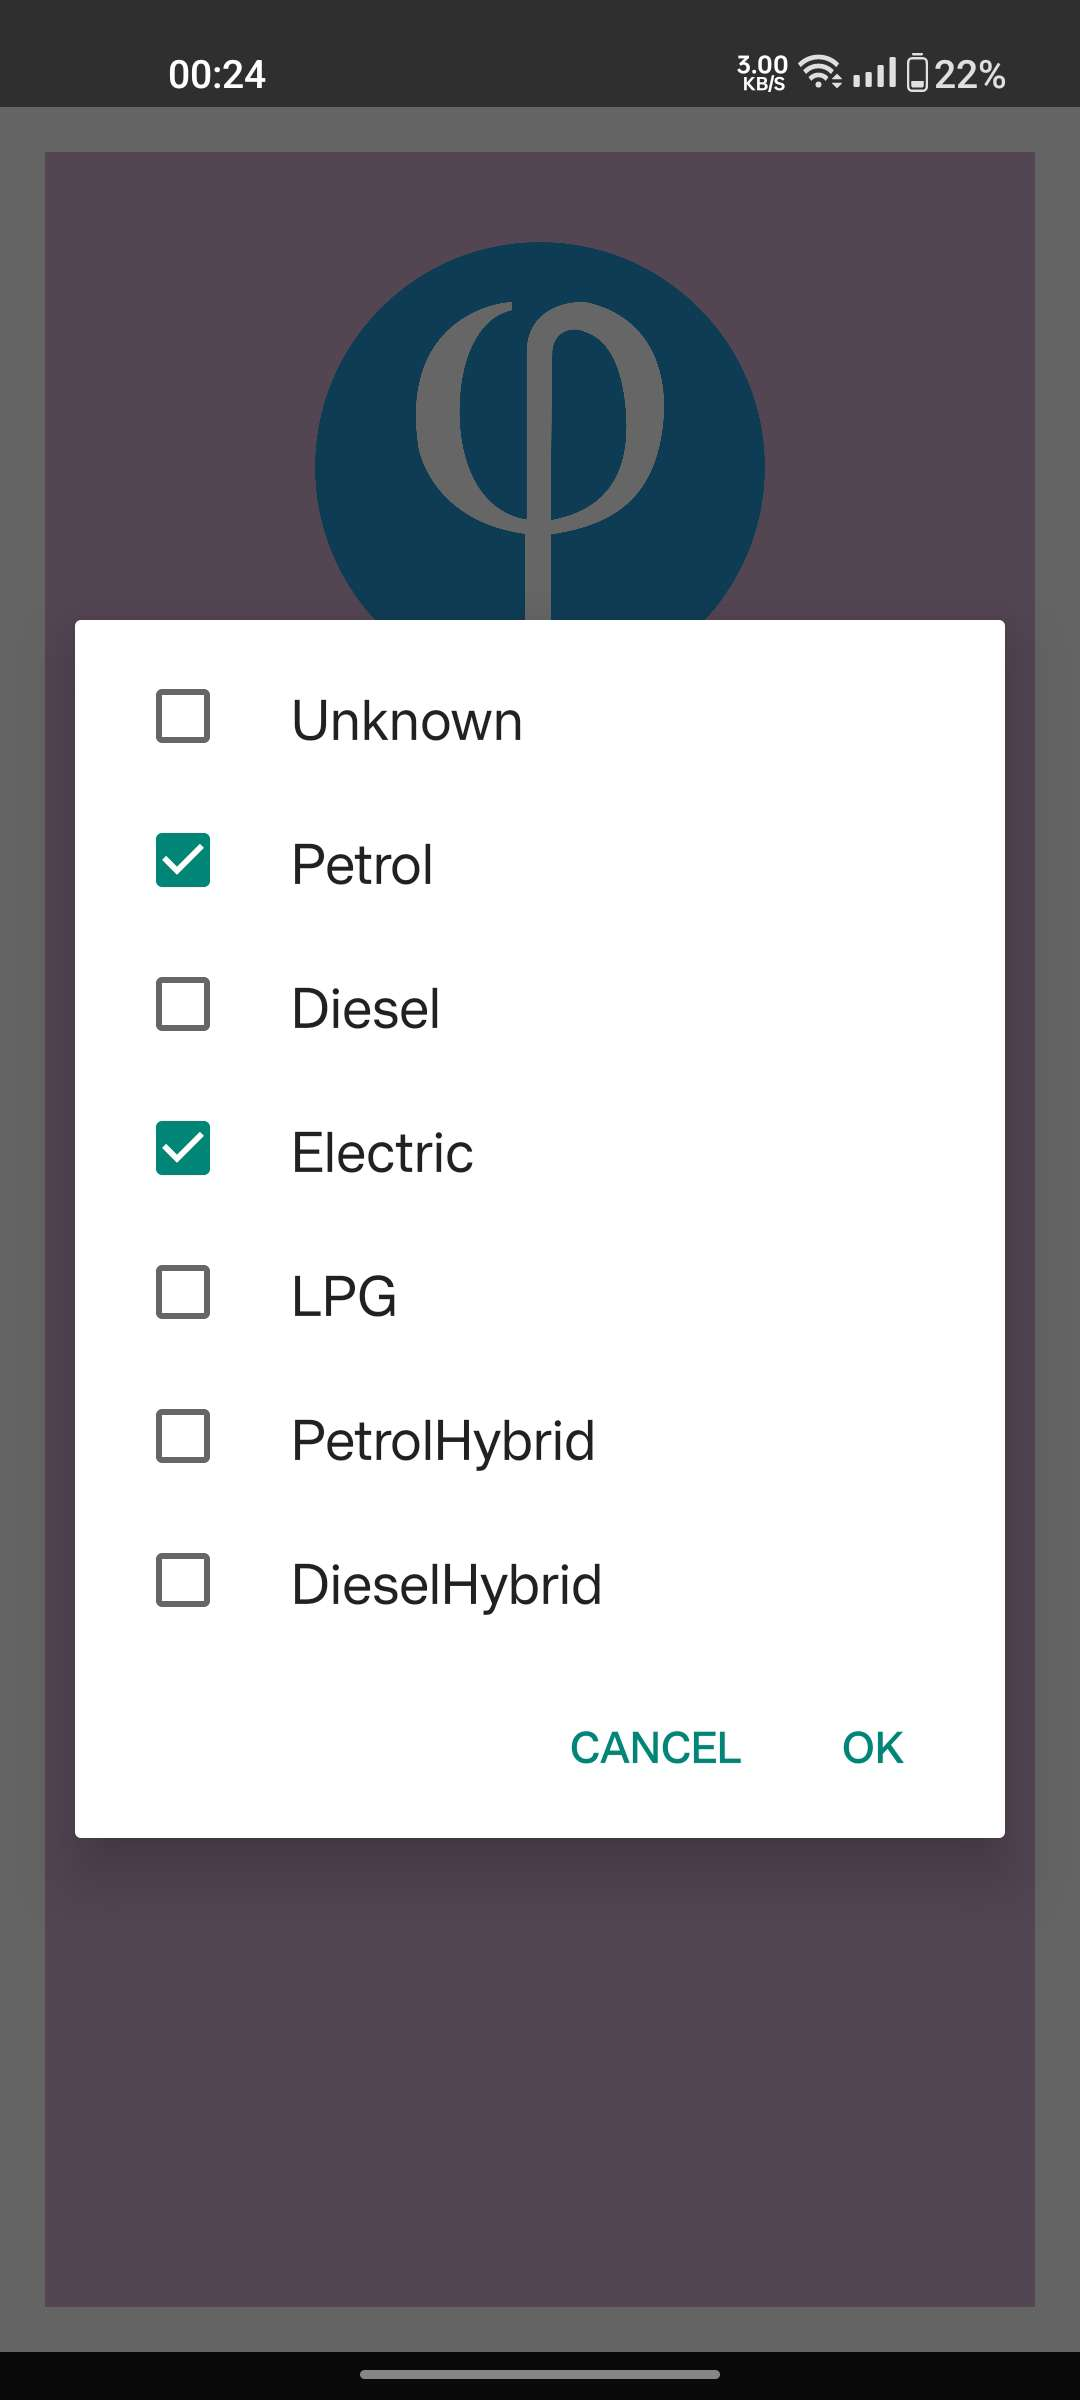 00:24
3.00
KB/S
22%
φ
Unknown
Petrol
Diesel
Electric
LPG
PetrolHybrid
DieselHybrid
CANCEL OK